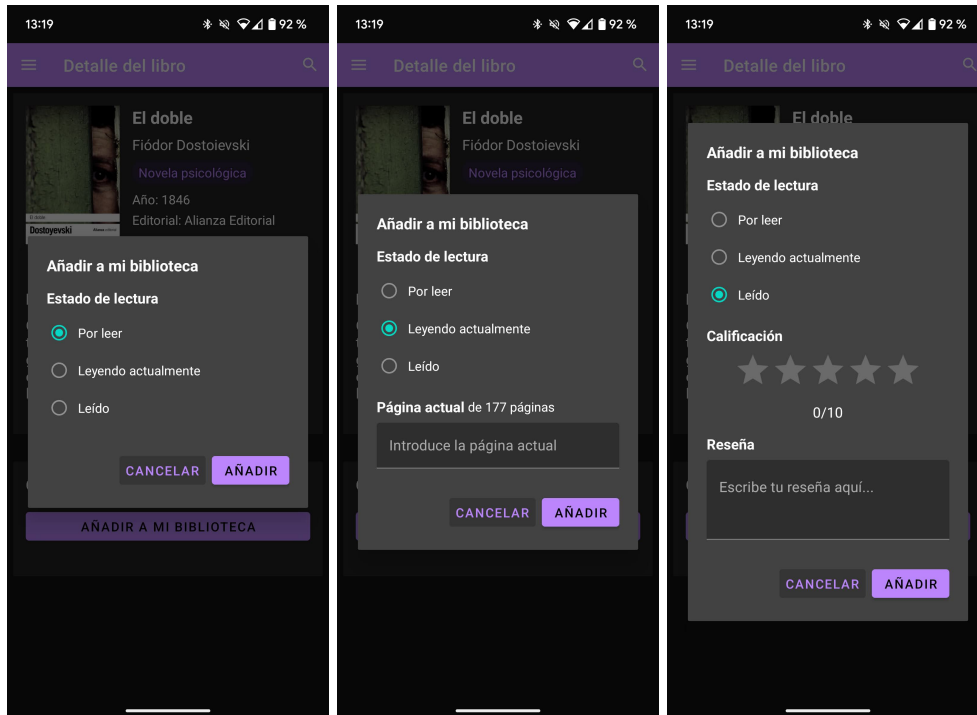 13:19
92 %
Detalle del libro
El doble
Fiódor Dostoievski
Novela psicológica
Año: 1846
Editorial: Alianza Editorial
El doble
Dostoyevski
Añadir a mi biblioteca
Estado de lectura
Por leer
Leyendo actualmente
Leído
CANCELAR
AÑADIR
AÑADIR A MI BIBLIOTECA
13:19
92 %
Detalle del libro
El doble
Fiódor Dostoievski
Novela psicológica
Añadir a mi biblioteca
Estado de lectura
Por leer
Leyendo actualmente
Leído
Página actual de 177 páginas
Introduce la página actual
CANCELAR
AÑADIR
13:19
92 %
Detalle del libro
El doble
Añadir a mi biblioteca
Estado de lectura
Por leer
Leyendo actualmente
Leído
Calificación
0/10
Reseña
Escribe tu reseña aquí...
CANCELAR
AÑADIR